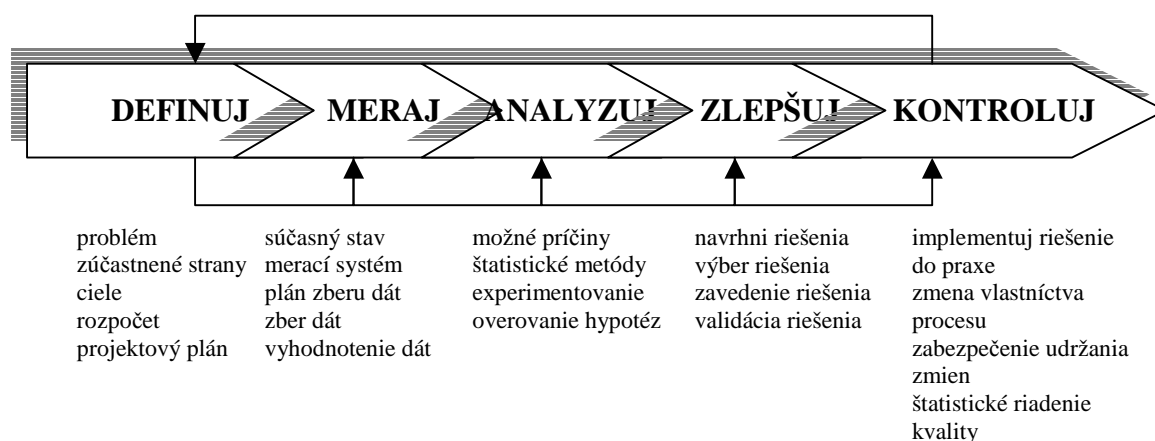 DEFINUJ
MERAJ
ANALYZUJ
ZLEPŠUJ
KONTROLUJ
problém
zúčastnené strany
ciele
rozpočet
projektový plán
súčasný stav
merací systém
plán zberu dát
zber dát
vyhodnotenie dát
možné príčiny
štatistické metódy
experimentovanie
overovanie hypotéz
navrhni riešenia
výber riešenia
zavedenie riešenia
validácia riešenia
implementuj riešenie
do praxe
zmena vlastníctva
procesu
zabezpečenie udržania
zmien
štatistické riadenie
kvality